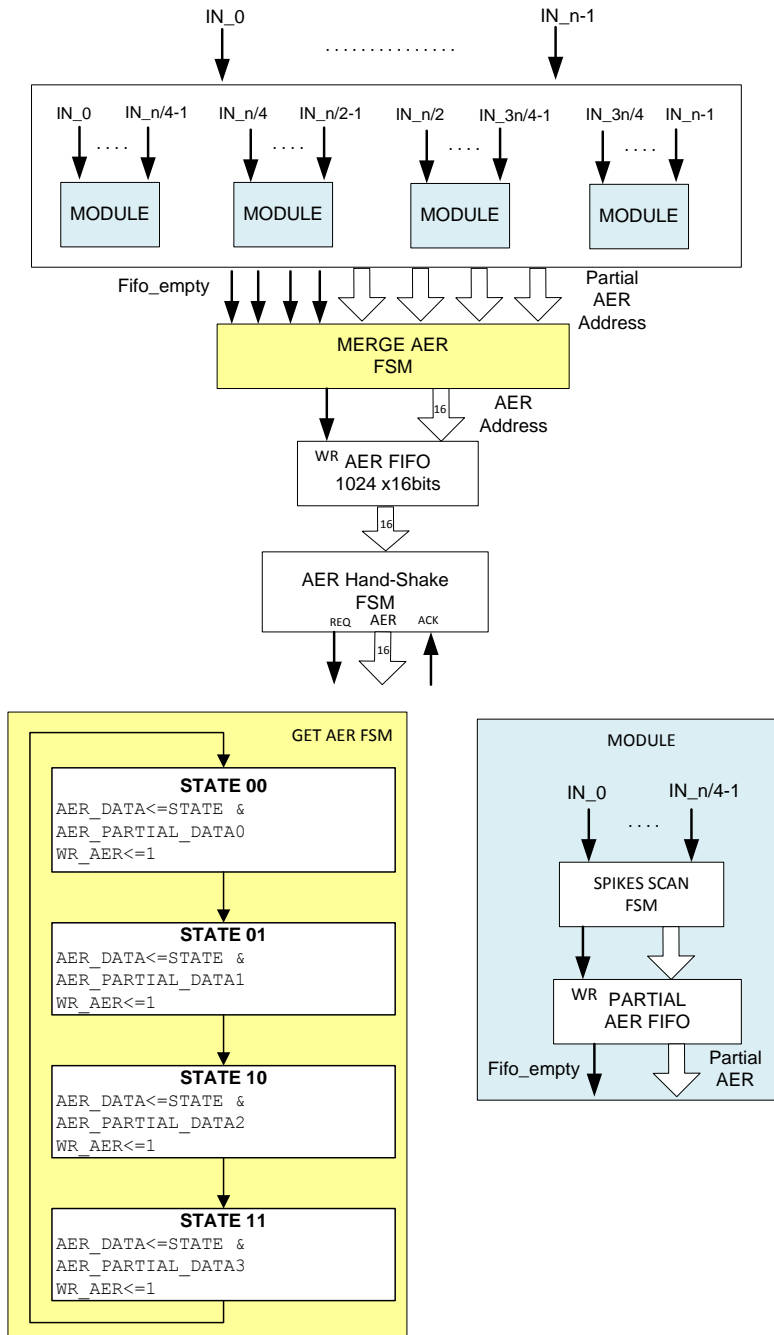 IN_0
IN_n-1
...............
IN_0 IN_n/4-1 IN_n/4 IN_n/2-1 IN_n/2 IN_3n/4-1 IN_3n/4 IN_n-1
.... .... .... ....
MODULE MODULE MODULE MODULE
Fifo_empty
Partial
AER
Address
MERGE AER
FSM
16
AER
Address
WR AER FIFO
1024 x16bits
16
AER Hand-Shake
FSM
REQ AER ACK
16
GET AER FSM
STATE 00
AER_DATA<=STATE &
AER_PARTIAL_DATA0
WR_AER<=1
STATE 01
AER_DATA<=STATE &
AER_PARTIAL_DATA1
WR_AER<=1
STATE 10
AER_DATA<=STATE &
AER_PARTIAL_DATA2
WR_AER<=1
STATE 11
AER_DATA<=STATE &
AER_PARTIAL_DATA3
WR_AER<=1
MODULE
IN_0 IN_n/4-1
....
SPIKES SCAN
FSM
WR PARTIAL
AER FIFO
Fifo_empty
Partial
AER